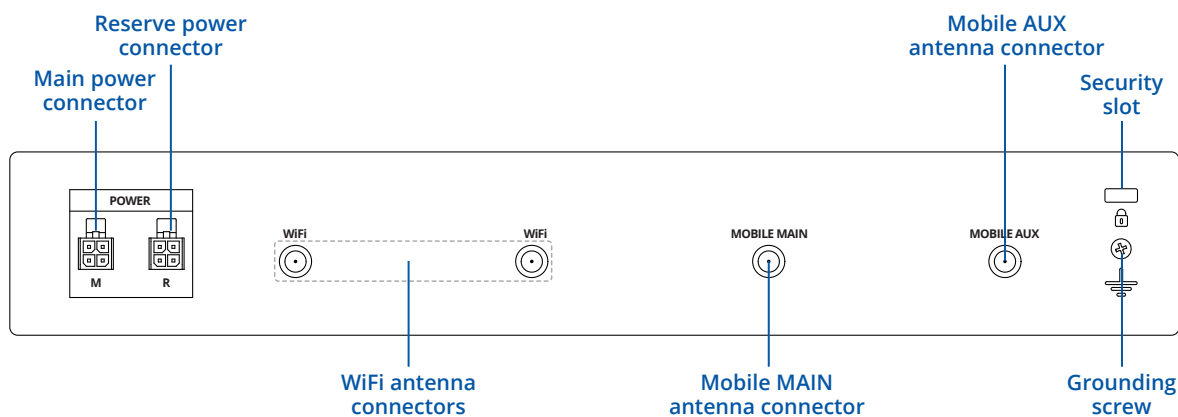 Reserve power
connector
Mobile AUX
antenna connector
Main power
connector
Security
slot
POWER
M
R
WiFi
WiFi
MOBILE MAIN
MOBILE AUX
WiFi antenna
connectors
Mobile MAIN
antenna connector
Grounding
screw